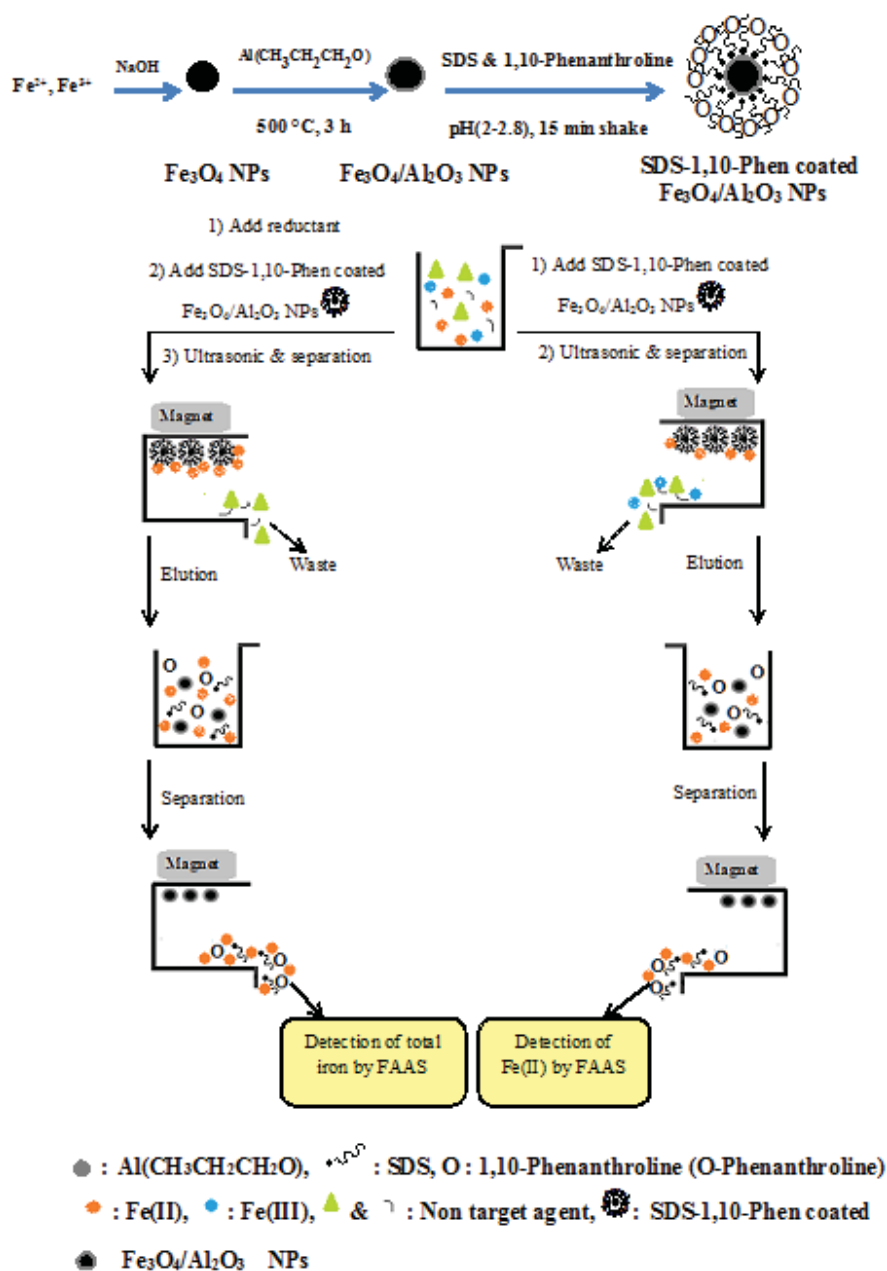 Fe²⁺, Fe³⁺
NaOH
Al(CH₃CH₂CH₂O)
500 °C, 3 h
SDS & 1,10-Phenanthroline
pH(2-2.8), 15 min shake
Fe₃O₄ NPs
Fe₃O₄/Al₂O₃ NPs
SDS-1,10-Phen coated
Fe₃O₄/Al₂O₃ NPs
1) Add reductant
2) Add SDS-1,10-Phen coated
Fe₃O₄/Al₂O₃ NPs
3) Ultrasonic & separation
1) Add SDS-1,10-Phen coated
Fe₃O₄/Al₂O₃ NPs
2) Ultrasonic & separation
Magnet
Magnet
Waste
Waste
Elution
Elution
O
O
O
O
O
O
Separation
Separation
Magnet
Magnet
O
O
O
O
O
O
Detection of total
iron by FAAS
Detection of
Fe(II) by FAAS
: Al(CH3CH2CH2O), : SDS, O : 1,10-Phenanthroline (O-Phenanthroline)
: Fe(II), : Fe(III), & : Non target agent, : SDS-1,10-Phen coated
Fe₃O₄/Al₂O₃ NPs